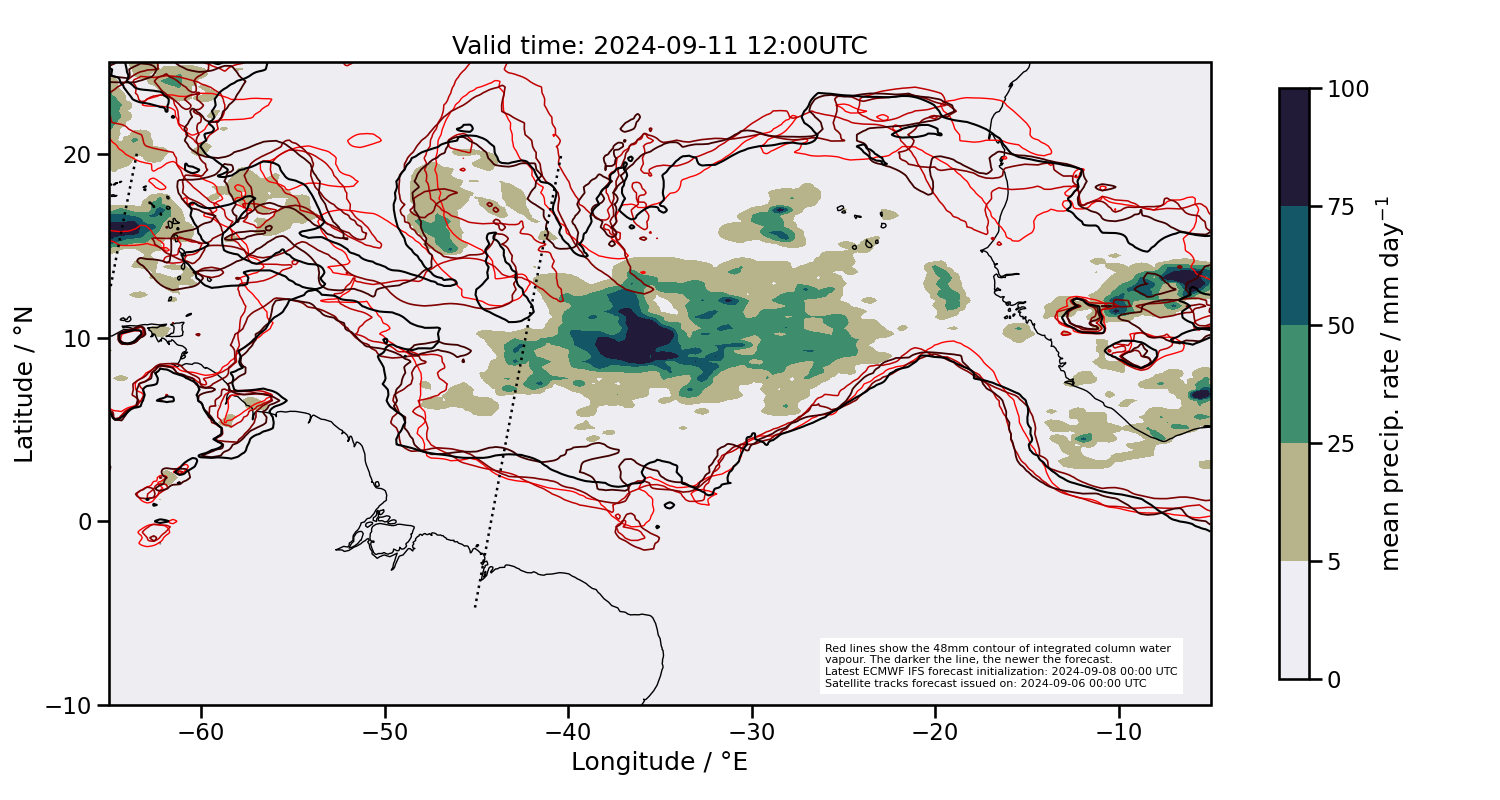 Valid time: 2024-09-11 12:00UTC
Latitude / °N
20
10
0
−10
−60
−50
−40
−30
−20
−10
Longitude / °E
Red lines show the 48mm contour of integrated column water
vapour. The darker the line, the newer the forecast.
Latest ECMWF IFS forecast initialization: 2024-09-08 00:00 UTC
Satellite tracks forecast issued on: 2024-09-06 00:00 UTC
100
75
50
25
5
0
mean precip. rate / mm day⁻¹